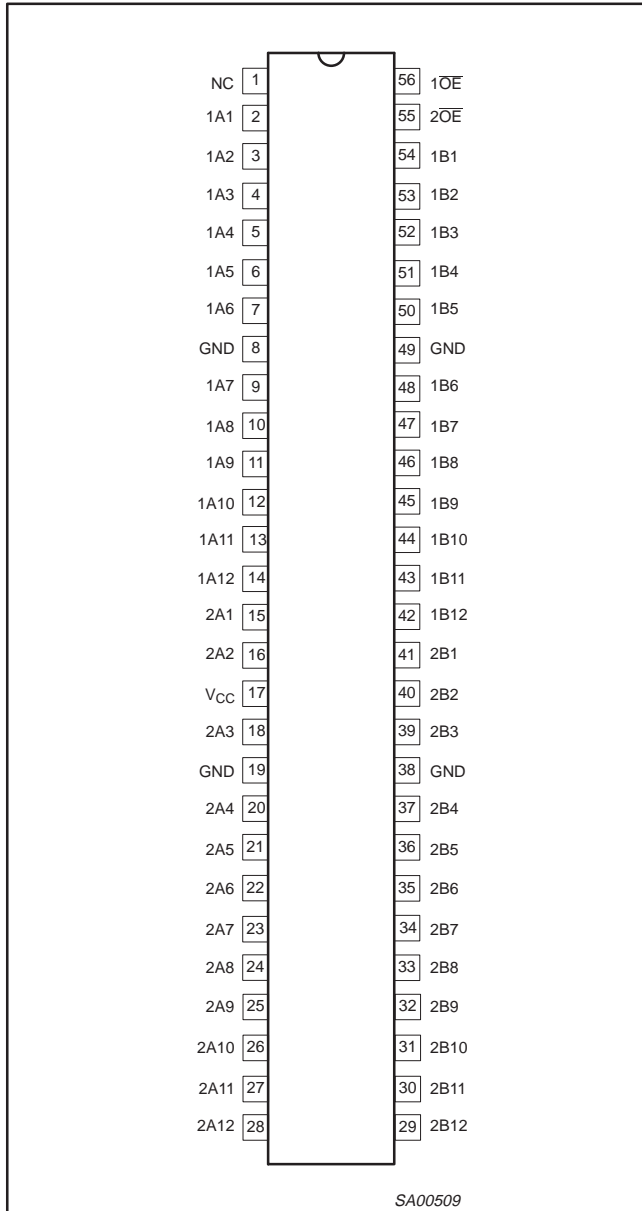 NC 1 56 1O̅E̅
1A1 2 55 2O̅E̅
1A2 3 54 1B1
1A3 4 53 1B2
1A4 5 52 1B3
1A5 6 51 1B4
1A6 7 50 1B5
GND 8 49 GND
1A7 9 48 1B6
1A8 10 47 1B7
1A9 11 46 1B8
1A10 12 45 1B9
1A11 13 44 1B10
1A12 14 43 1B11
2A1 15 42 1B12
2A2 16 41 2B1
VCC 17 40 2B2
2A3 18 39 2B3
GND 19 38 GND
2A4 20 37 2B4
2A5 21 36 2B5
2A6 22 35 2B6
2A7 23 34 2B7
2A8 24 33 2B8
2A9 25 32 2B9
2A10 26 31 2B10
2A11 27 30 2B11
2A12 28 29 2B12
SA00509